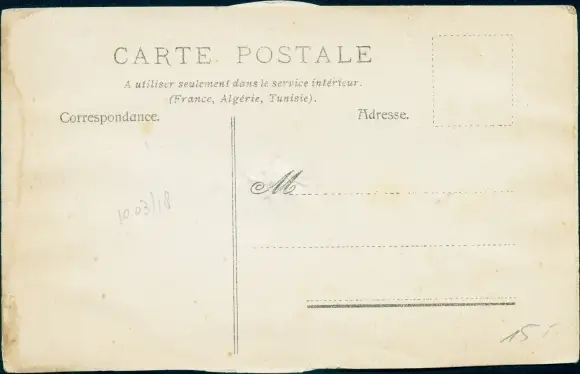 CARTE POSTALE
A utiliser seulement dans le service intérieur.
(France, Algérie, Tunisie).
Correspondance.
Adresse.
M
10.03/18
15